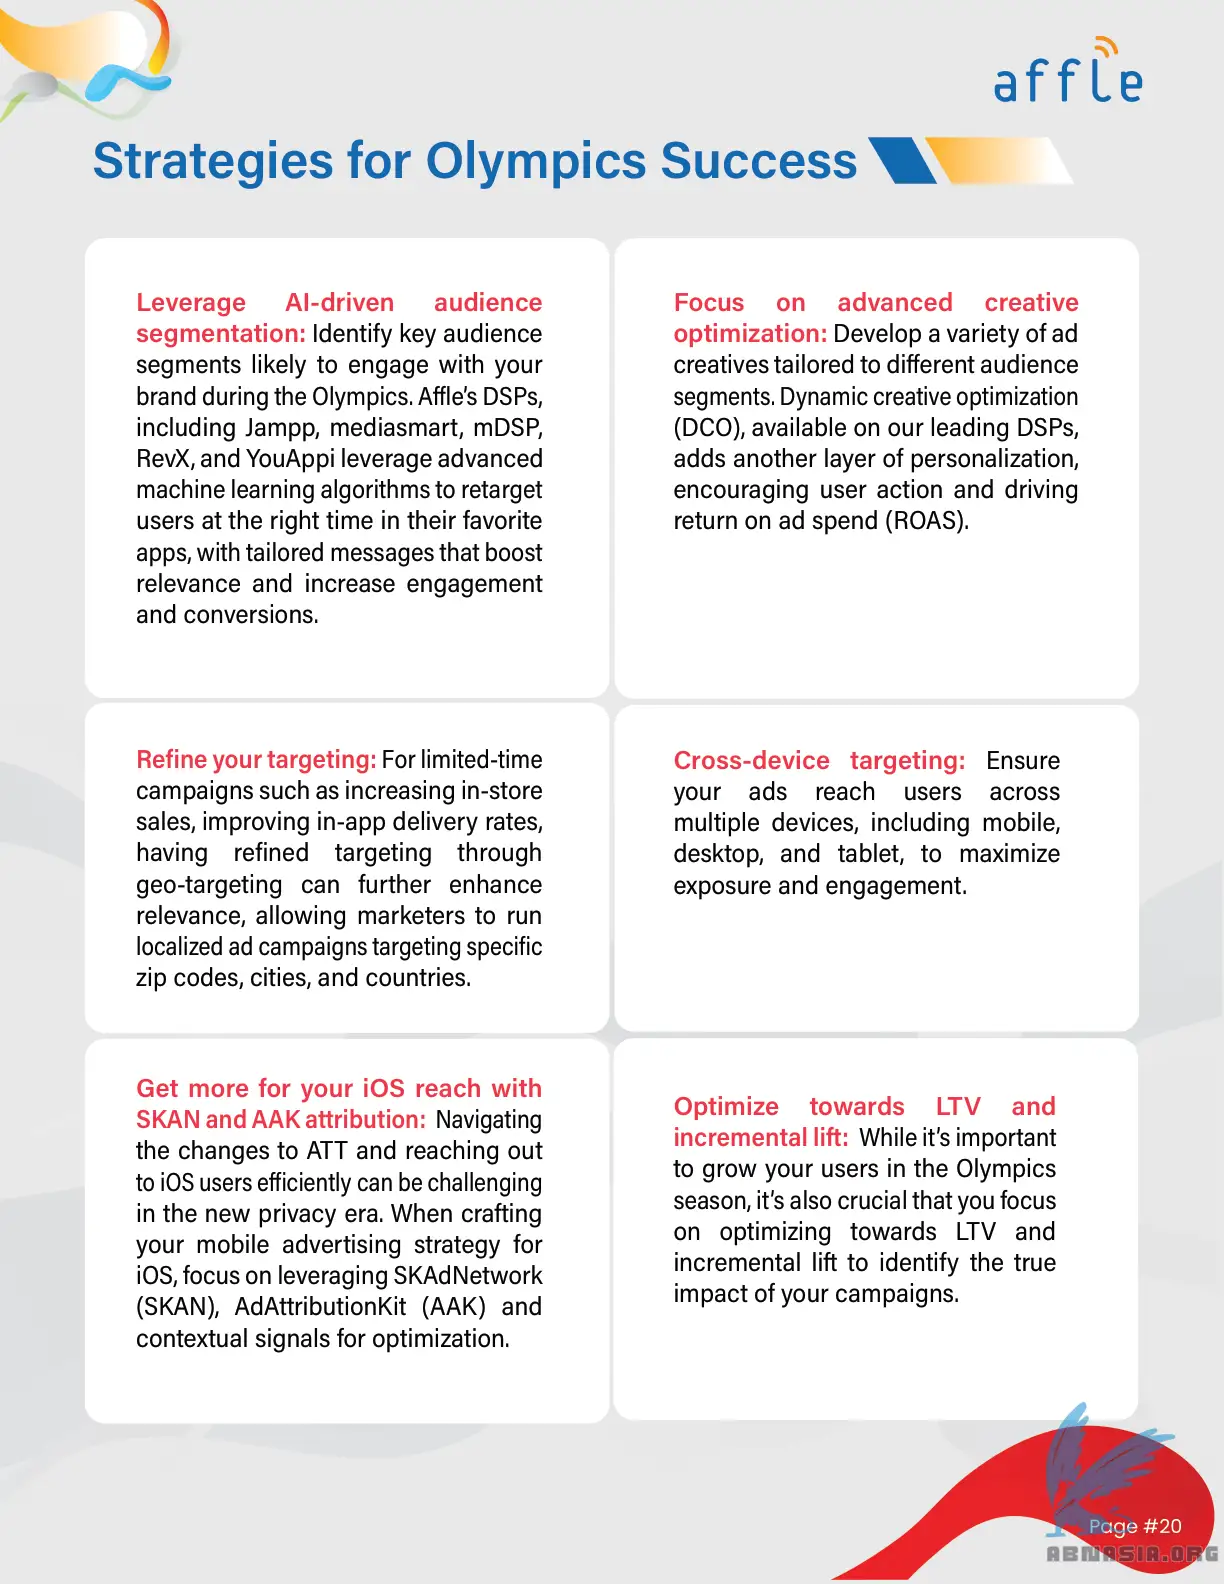 affle
Strategies for Olympics Success
Leverage AI-driven audience
segmentation: Identify key audience
segments likely to engage with your
brand during the Olympics. Affle's DSPs,
including Jampp, mediasmart, mDSP,
RevX, and YouAppi leverage advanced
machine learning algorithms to retarget
users at the right time in their favorite
apps, with tailored messages that boost
relevance and increase engagement
and conversions.
Focus on advanced creative
optimization: Develop a variety of ad
creatives tailored to different audience
segments. Dynamic creative optimization
(DCO), available on our leading DSPs,
adds another layer of personalization,
encouraging user action and driving
return on ad spend (ROAS).
Refine your targeting: For limited-time
campaigns such as increasing in-store
sales, improving in-app delivery rates,
having refined targeting through
geo-targeting can further enhance
relevance, allowing marketers to run
localized ad campaigns targeting specific
zip codes, cities, and countries.
Cross-device targeting: Ensure
your ads reach users across
multiple devices, including mobile,
desktop, and tablet, to maximize
exposure and engagement.
Get more for your iOS reach with
SKAN and AAK attribution: Navigating
the changes to ATT and reaching out
to iOS users efficiently can be challenging
in the new privacy era. When crafting
your mobile advertising strategy for
iOS, focus on leveraging SKAdNetwork
(SKAN), AdAttributionKit (AAK) and
contextual signals for optimization.
Optimize towards LTV and
incremental lift: While it's important
to grow your users in the Olympics
season, it's also crucial that you focus
on optimizing towards LTV and
incremental lift to identify the true
impact of your campaigns.
Page #20
ABNASIA.ORG